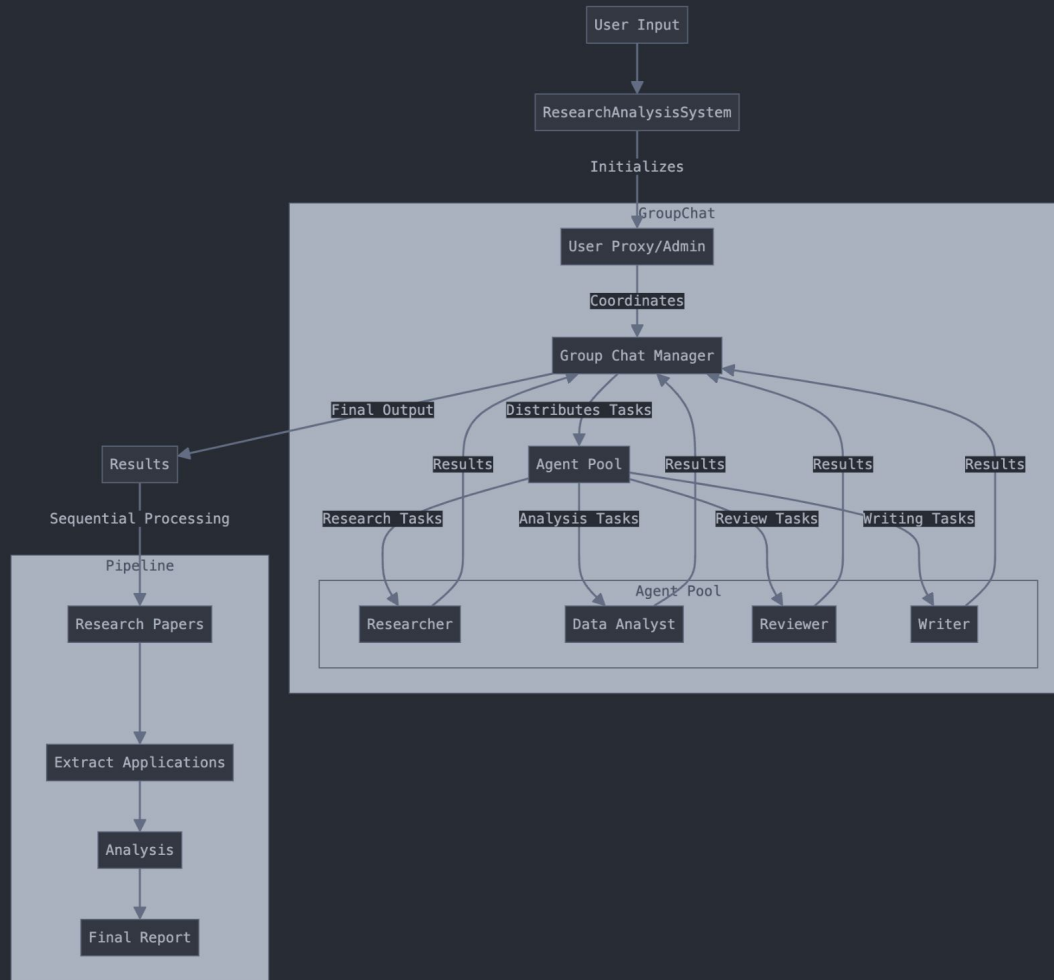 User Input
ResearchAnalysisSystem
Initializes
GroupChat
User Proxy/Admin
Coordinates
Group Chat Manager
Final Output
Distributes Tasks
Results
Results
Agent Pool
Results
Results
Results
Sequential Processing
Research Tasks
Analysis Tasks
Review Tasks
Writing Tasks
Pipeline
Agent Pool
Research Papers
Researcher
Data Analyst
Reviewer
Writer
Extract Applications
Analysis
Final Report